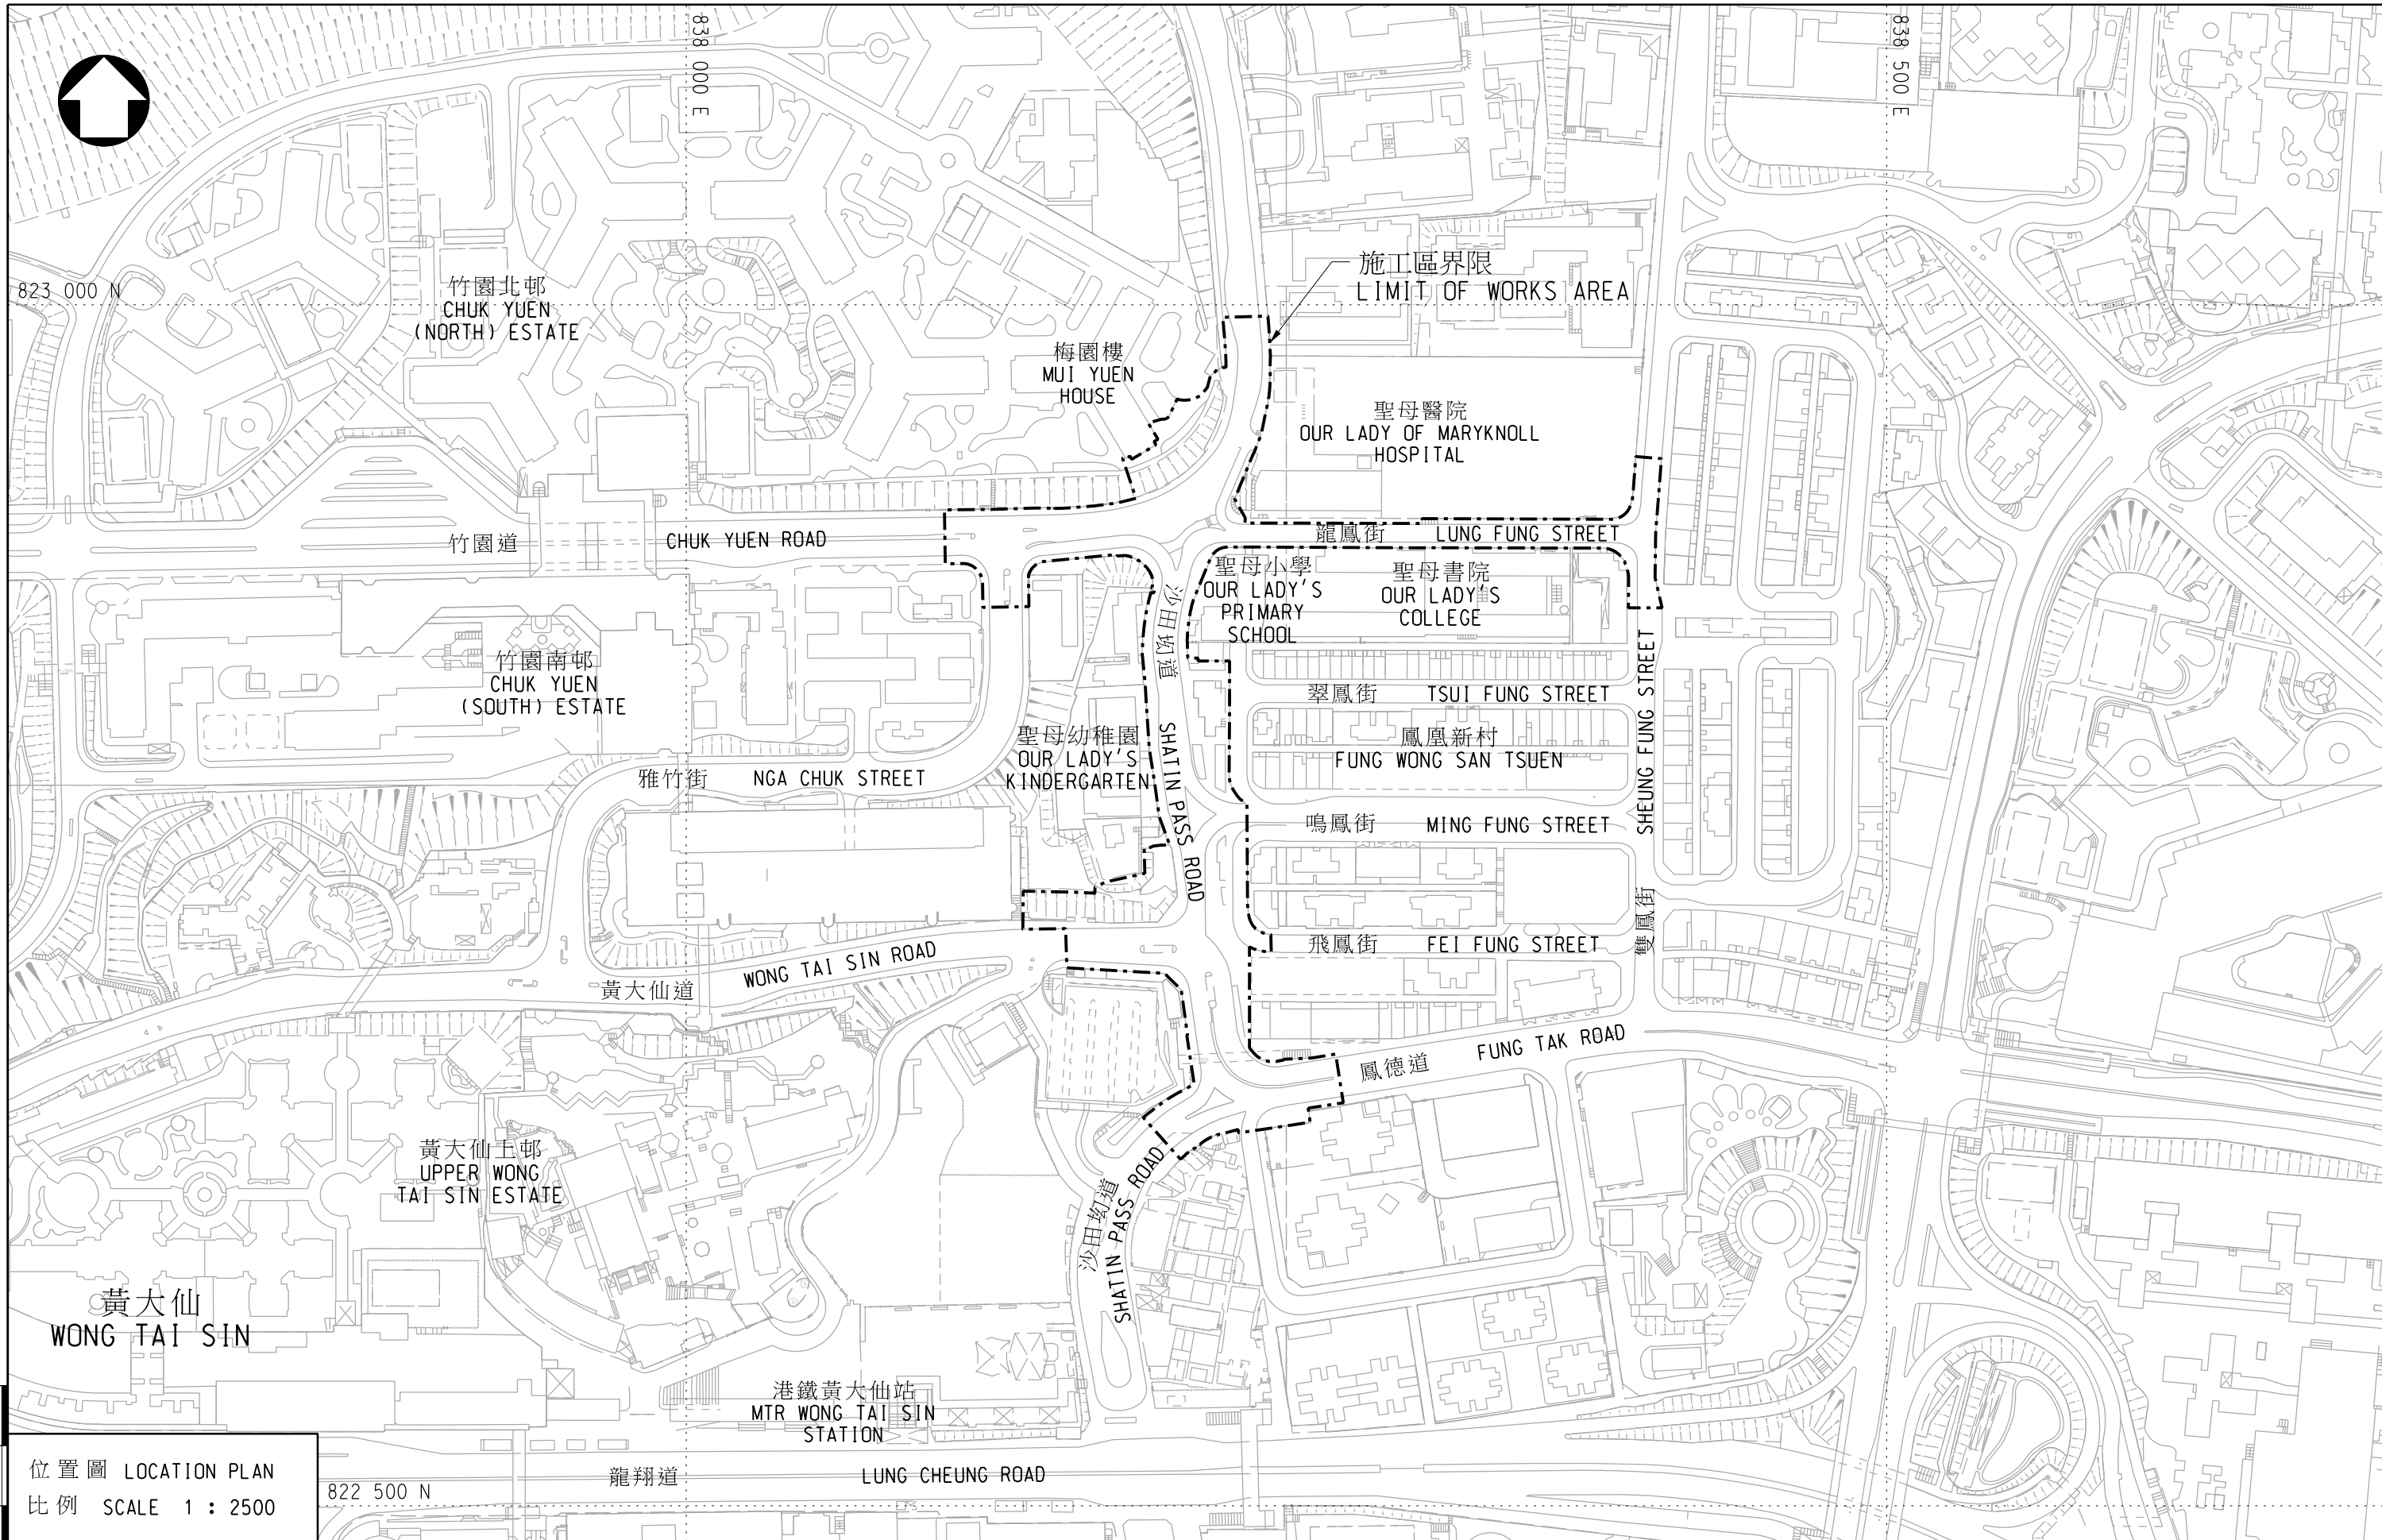 838 000 E
838 500 E
823 000 N
竹園北邨
CHUK YUEN
(NORTH) ESTATE
施工區界限
LIMIT OF WORKS AREA
梅園樓
MUI YUEN
HOUSE
聖母醫院
OUR LADY OF MARYKNOLL
HOSPITAL
竹園道
CHUK YUEN ROAD
龍鳳街
LUNG FUNG STREET
聖母小學
OUR LADY'S
PRIMARY
SCHOOL
聖母書院
OUR LADY'S
COLLEGE
沙田坳道
SHATIN PASS ROAD
竹園南邨
CHUK YUEN
(SOUTH) ESTATE
翠鳳街
TSUI FUNG STREET
SHEUNG FUNG STREET
雙鳳街
聖母幼稚園
OUR LADY'S
KINDERGARTEN
鳳凰新村
FUNG WONG SAN TSUEN
雅竹街
NGA CHUK STREET
鳴鳳街
MING FUNG STREET
飛鳳街
FEI FUNG STREET
黃大仙道
WONG TAI SIN ROAD
鳳德道
FUNG TAK ROAD
黃大仙上邨
UPPER WONG
TAI SIN ESTATE
沙田坳道
SHATIN PASS ROAD
黃大仙
WONG TAI SIN
港鐵黃大仙站
MTR WONG TAI SIN
STATION
龍翔道
LUNG CHEUNG ROAD
822 500 N
位置圖 LOCATION PLAN
比例 SCALE 1 : 2500